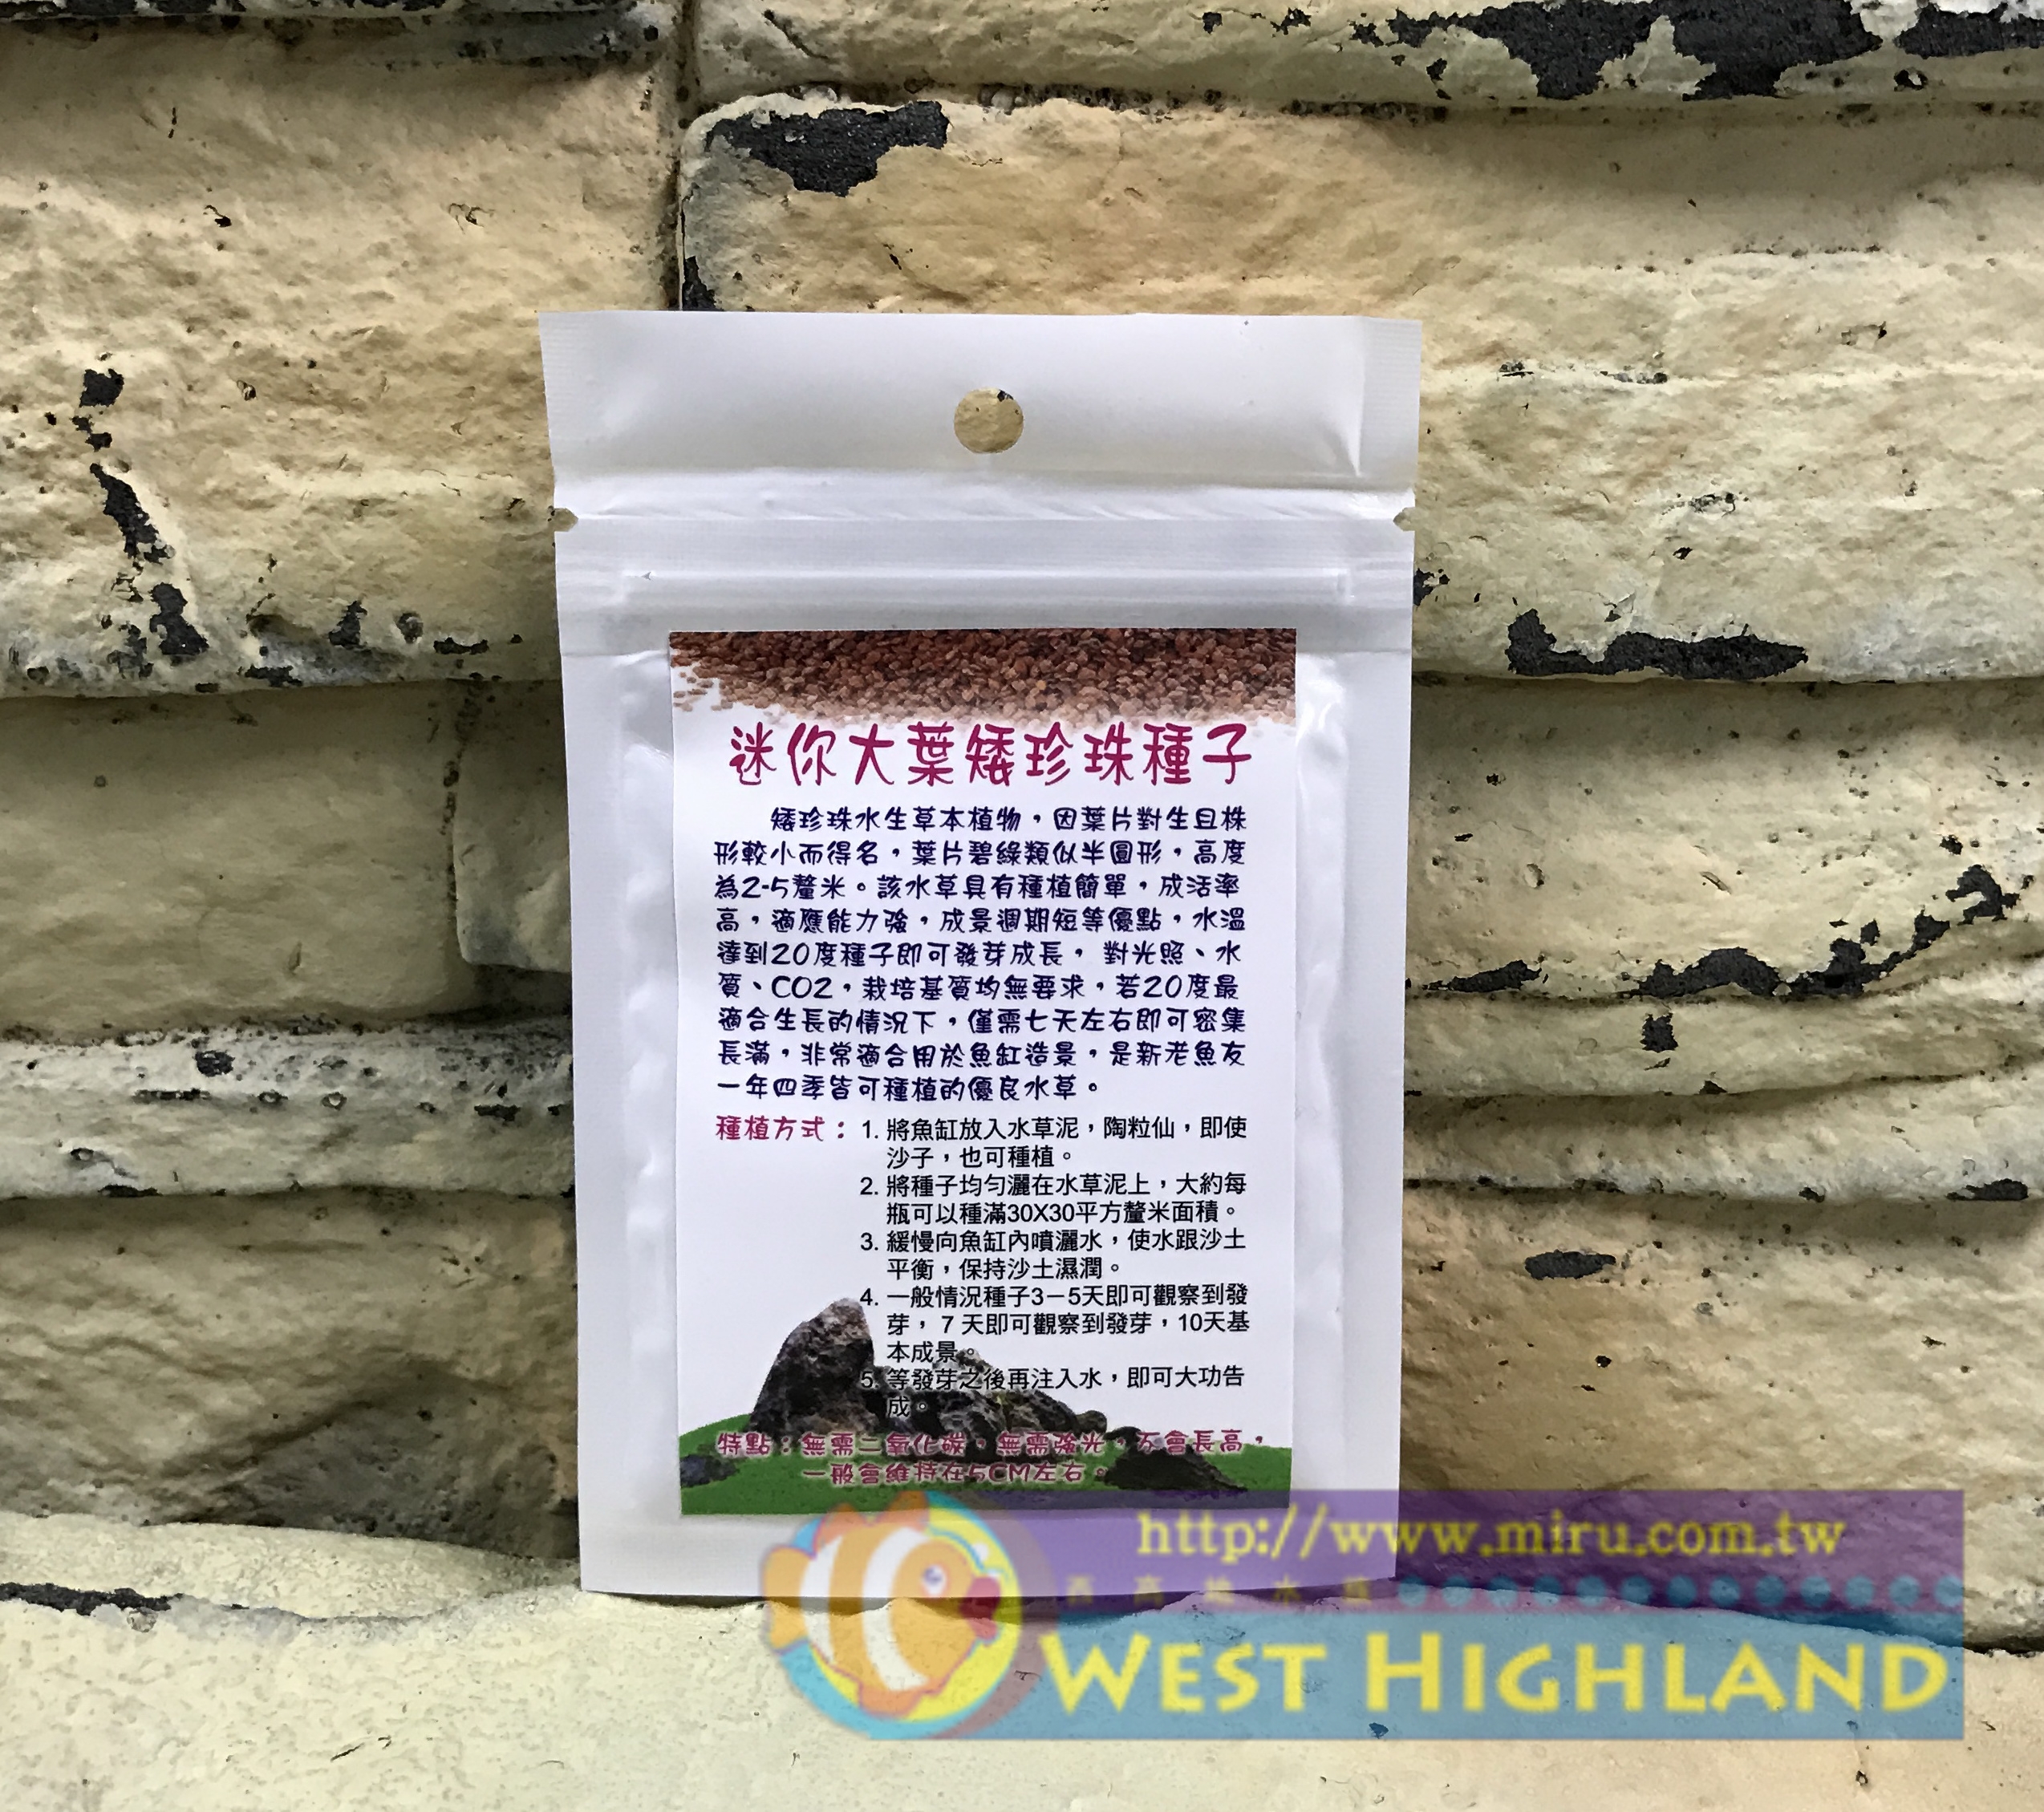 迷你大葉矮珍珠種子
矮珍珠水生草本植物，因葉片對生且株
形較小而得名，葉片碧綠類似半圓形，高度
為2-5釐米。該水草具有種植簡單，成活率
高，適應能力強，成景週期短等優點，水溫
達到20度種子即可發芽成長， 對光照、水
質、CO2，栽培基質均無要求，若20度最
適合生長的情況下，僅需七天左右即可密集
長滿，非常適合用於魚缸造景，是新老魚友
一年四季皆可種植的優良水草。
種植方式：1. 將魚缸放入水草泥，陶粒仙，即使
沙子，也可種植。
2. 將種子均勻灑在水草泥上，大約每
瓶可以種滿30X30平方釐米面積。
3. 緩慢向魚缸內噴灑水，使水跟沙土
平衡，保持沙土濕潤。
4. 一般情況種子3－5天即可觀察到發
芽， 7 天即可觀察到發芽，10天基
本成景。
5. 等發芽之後再注入水，即可大功告
成。
特點：無需二氧化碳，無需強光，不會長高，
一般會維持在5CM左右。
http://www.miru.com.tw
西高地水族
WEST HIGHLAND